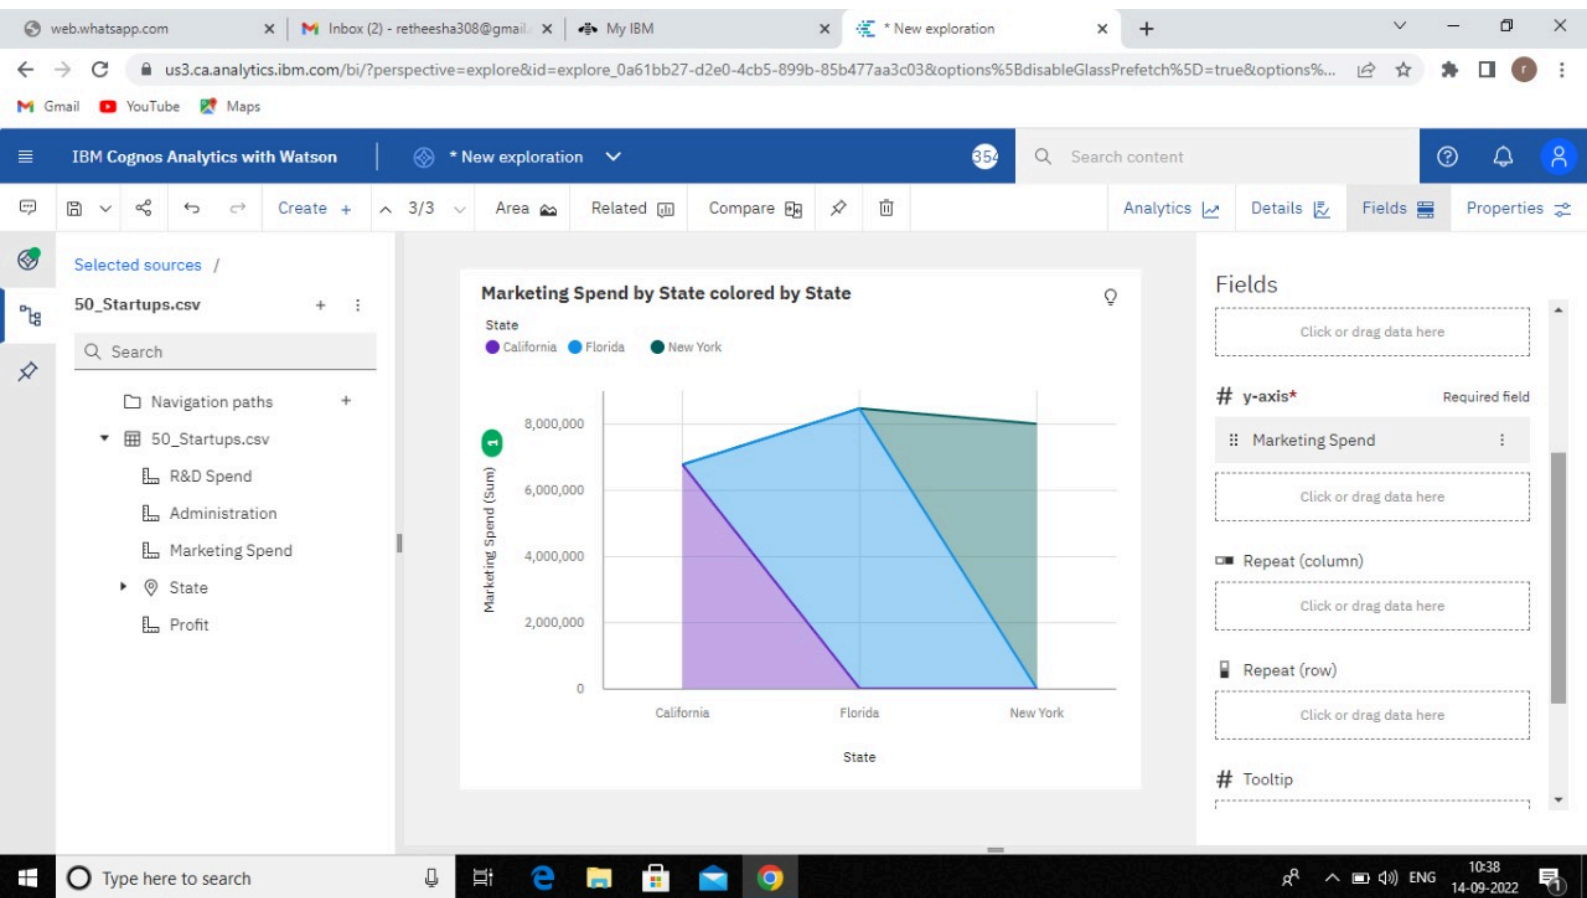 web.whatsapp.com
Inbox (2) - retheesha308@gmail.
My IBM
* New exploration
us3.ca.analytics.ibm.com/bi/?perspective=explore&id=explore_0a61bb27-d2e0-4cb5-899b-85b477aa3c03&options%5BdisableGlassPrefetch%5D=true&options%...
r
Gmail
YouTube
Maps
IBM Cognos Analytics with Watson
* New exploration
354
Search content
Create +
3/3
Area
Related
Compare
Analytics
Details
Fields
Properties
Selected sources /
50_Startups.csv
Search
Navigation paths
50_Startups.csv
R&D Spend
Administration
Marketing Spend
State
Profit
Marketing Spend by State colored by State
State
California
Florida
New York
1
Marketing Spend (Sum)
8,000,000
6,000,000
4,000,000
2,000,000
0
California
Florida
New York
State
Fields
Click or drag data here
# y-axis*
Required field
Marketing Spend
Click or drag data here
Repeat (column)
Click or drag data here
Repeat (row)
Click or drag data here
# Tooltip
Type here to search
ENG
10:38
14-09-2022
1